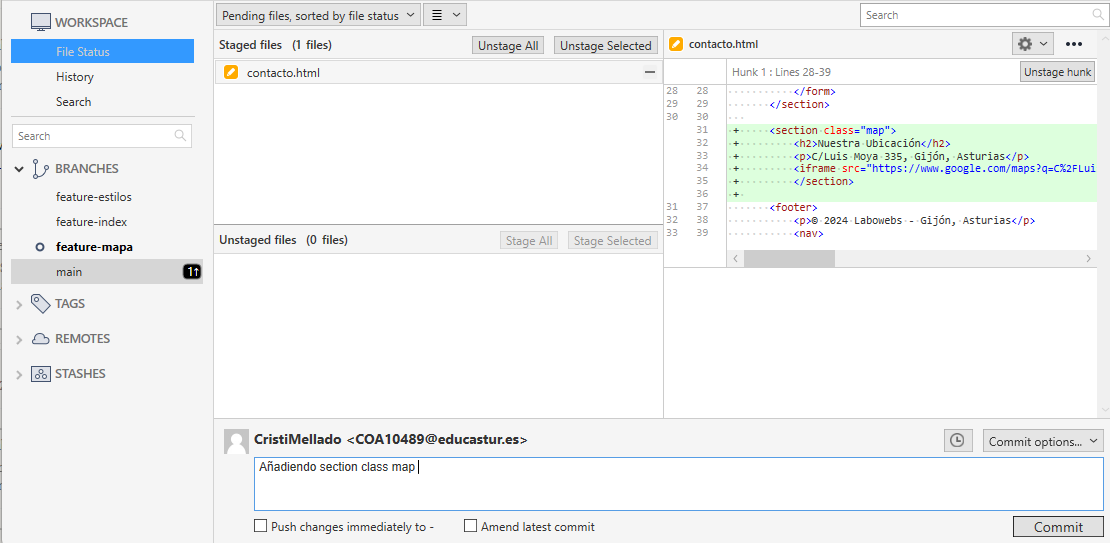 WORKSPACE
File Status
History
Search
Search
BRANCHES
feature-estilos
feature-index
feature-mapa
main 1↑
TAGS
REMOTES
STASHES
Pending files, sorted by file status
Search
Staged files (1 files) Unstage All Unstage Selected
contacto.html
Unstaged files (0 files) Stage All Stage Selected
contacto.html
Hunk 1 : Lines 28-39 Unstage hunk
28 28 </form>
29 29 </section>
30 30
31 + <section class="map">
32 + <h2>Nuestra Ubicación</h2>
33 + <p>C/Luis Moya 335, Gijón, Asturias</p>
34 + <iframe src="https://www.google.com/maps?q=C%2FLui
35 + </section>
36 +
31 37 <footer>
32 38 <p>© 2024 Labowebs - Gijón, Asturias</p>
33 39 <nav>
CristiMellado <COA10489@educastur.es>
Commit options...
Añadiendo section class map
Push changes immediately to -
Amend latest commit
Commit